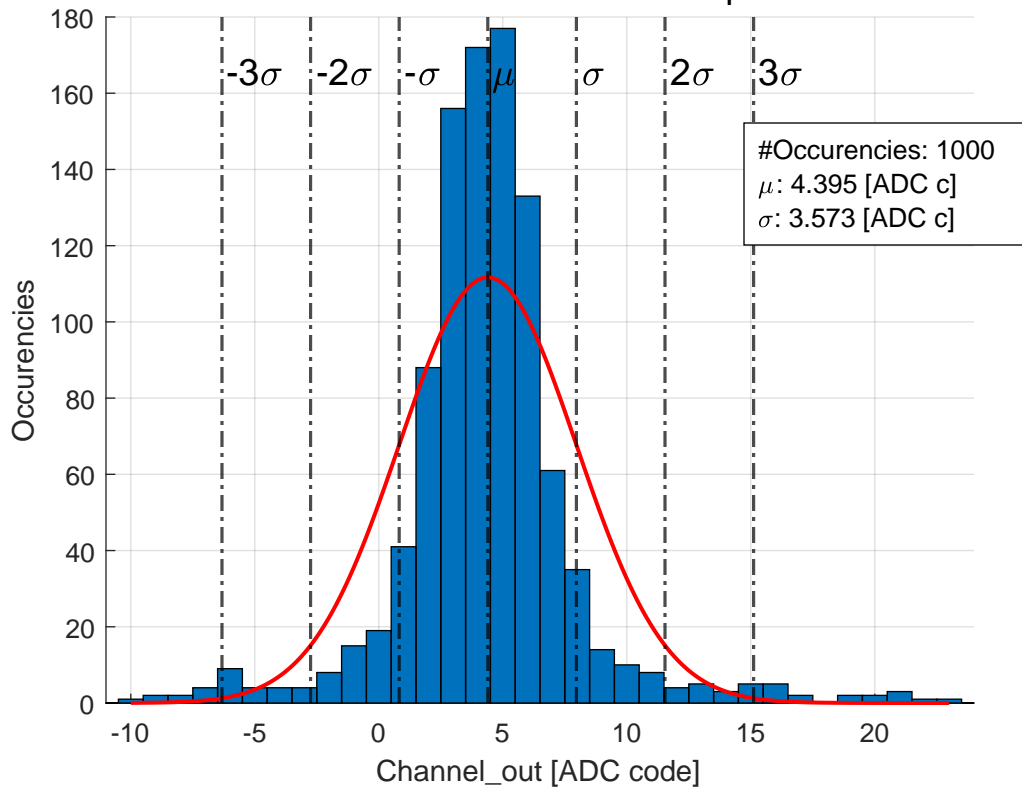 180
160
140
120
100
80
60
40
20
0
Occurencies
-3σ
-2σ
-σ
μ
σ
2σ
3σ
#Occurencies: 1000
μ: 4.395 [ADC c]
σ: 3.573 [ADC c]
-10
-5
0
5
10
15
20
Channel_out [ADC code]